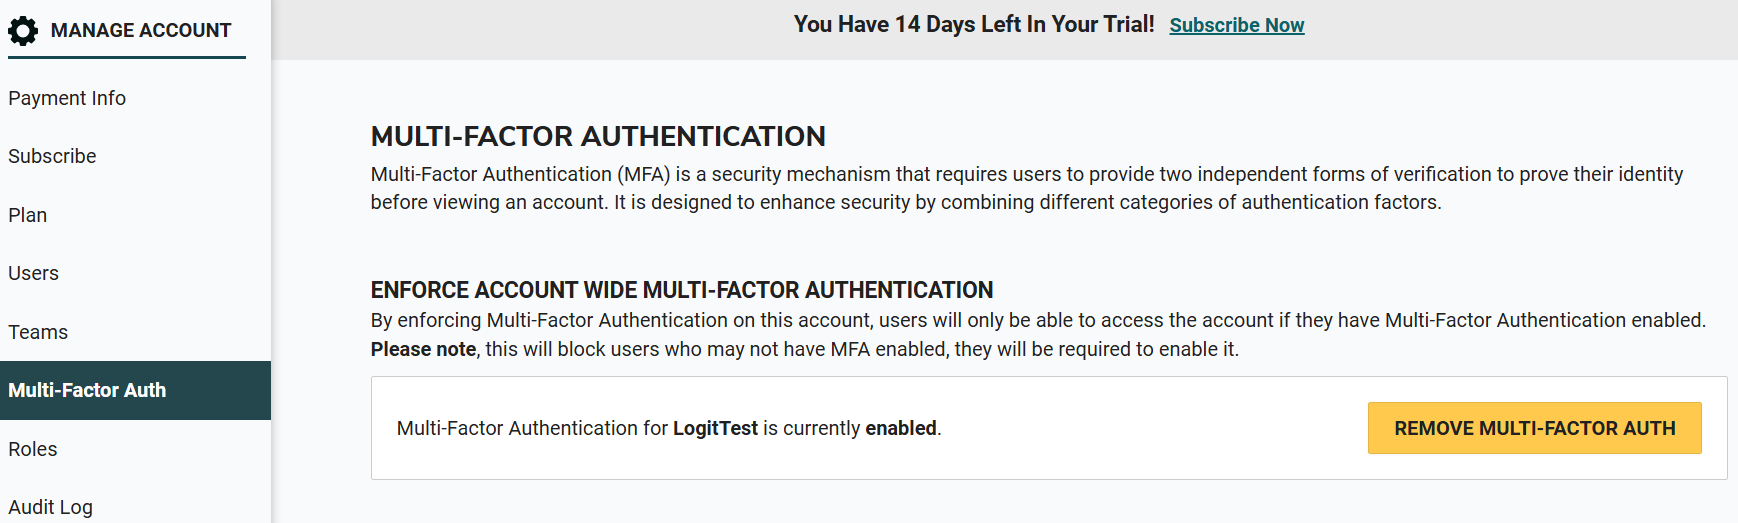 MANAGE ACCOUNT
Payment Info
Subscribe
Plan
Users
Teams
Multi-Factor Auth
Roles
Audit Log
You Have 14 Days Left In Your Trial! Subscribe Now
MULTI-FACTOR AUTHENTICATION
Multi-Factor Authentication (MFA) is a security mechanism that requires users to provide two independent forms of verification to prove their identity
before viewing an account. It is designed to enhance security by combining different categories of authentication factors.
ENFORCE ACCOUNT WIDE MULTI-FACTOR AUTHENTICATION
By enforcing Multi-Factor Authentication on this account, users will only be able to access the account if they have Multi-Factor Authentication enabled.
Please note, this will block users who may not have MFA enabled, they will be required to enable it.
Multi-Factor Authentication for LogitTest is currently enabled.
REMOVE MULTI-FACTOR AUTH